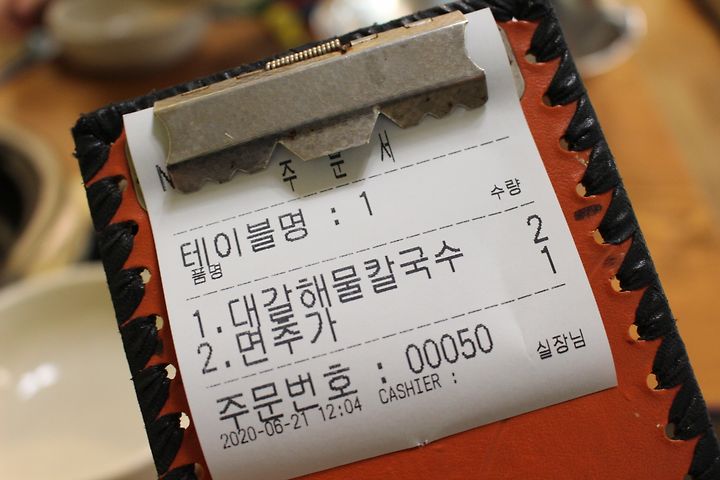 N 주 문 서
테이블명 : 1
품명 수량
1.대갈해물칼국수 2
2.면추가 1
주문번호 : 00050
2020-06-21 12:04 CASHIER : 실장님